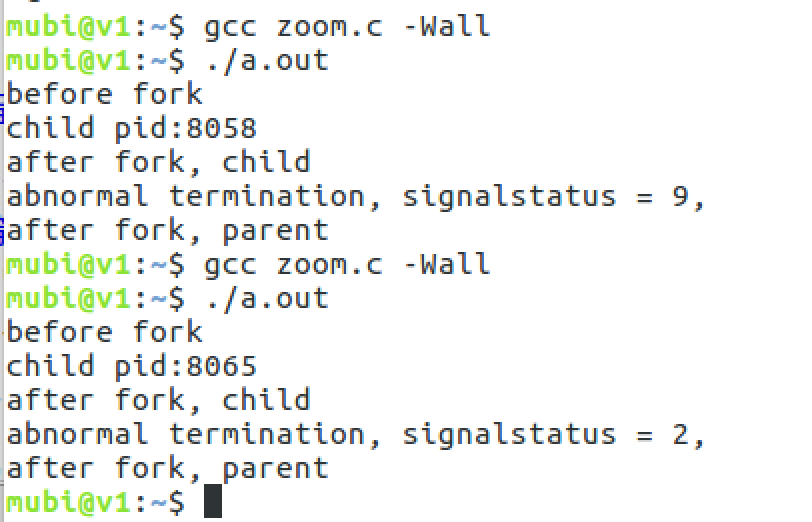 mubi@v1:~$ gcc zoom.c -Wall
mubi@v1:~$ ./a.out
before fork
child pid:8058
after fork, child
abnormal termination, signalstatus = 9,
after fork, parent
mubi@v1:~$ gcc zoom.c -Wall
mubi@v1:~$ ./a.out
before fork
child pid:8065
after fork, child
abnormal termination, signalstatus = 2,
after fork, parent
mubi@v1:~$